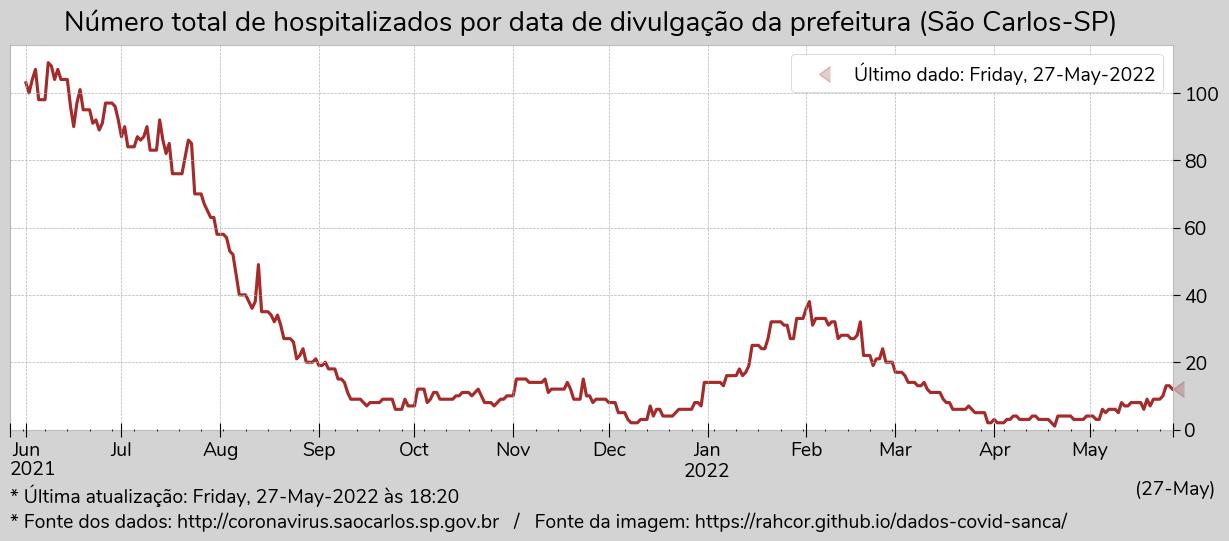 Número total de hospitalizados por data de divulgação da prefeitura (São Carlos-SP)
Último dado: Friday, 27-May-2022
100
80
60
40
20
0
Jun Jul Aug Sep Oct Nov Dec Jan Feb Mar Apr May
2021 2022
(27-May)
* Última atualização: Friday, 27-May-2022 às 18:20
* Fonte dos dados: http://coronavirus.saocarlos.sp.gov.br / Fonte da imagem: https://rahcor.github.io/dados-covid-sanca/